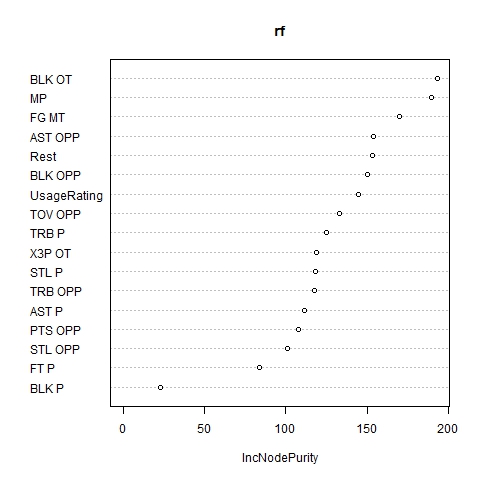 rf
BLK OT
MP
FG MT
AST OPP
Rest
BLK OPP
UsageRating
TOV OPP
TRB P
X3P OT
STL P
TRB OPP
AST P
PTS OPP
STL OPP
FT P
BLK P
0 50 100 150 200
IncNodePurity